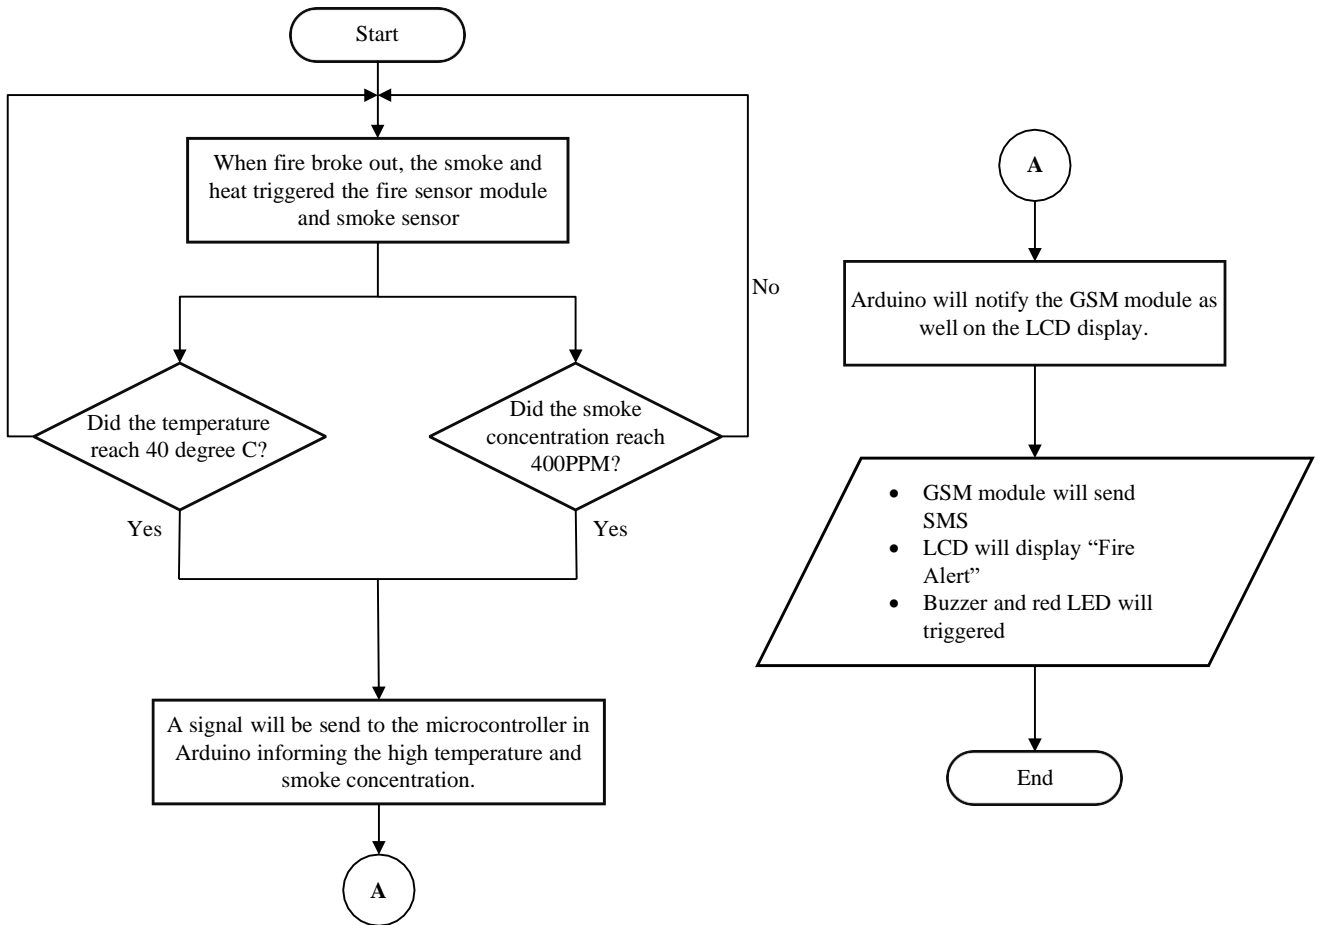 Start
When fire broke out, the smoke and
heat triggered the fire sensor module
and smoke sensor
No
Did the temperature
reach 40 degree C?
Did the smoke
concentration reach
400PPM?
Yes
Yes
A signal will be send to the microcontroller in
Arduino informing the high temperature and
smoke concentration.
A
A
Arduino will notify the GSM module as
well on the LCD display.
• GSM module will send
SMS
• LCD will display “Fire
Alert”
• Buzzer and red LED will
triggered
End